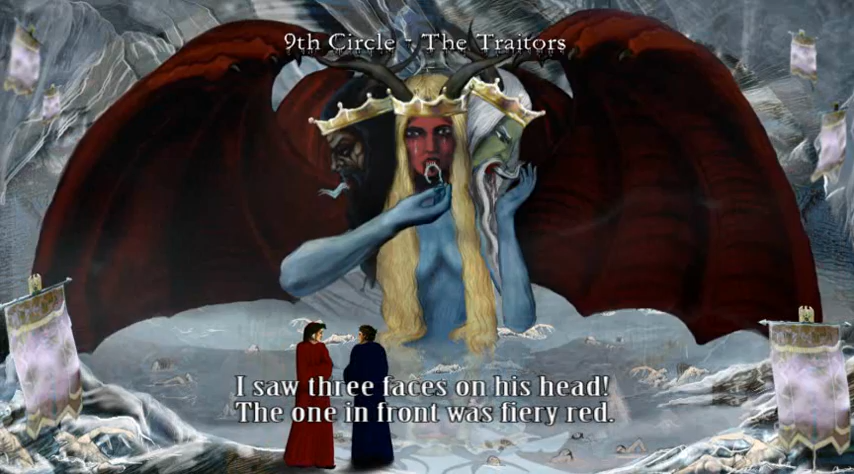 9th Circle - The Traitors
I saw three faces on his head!
The one in front was fiery red.